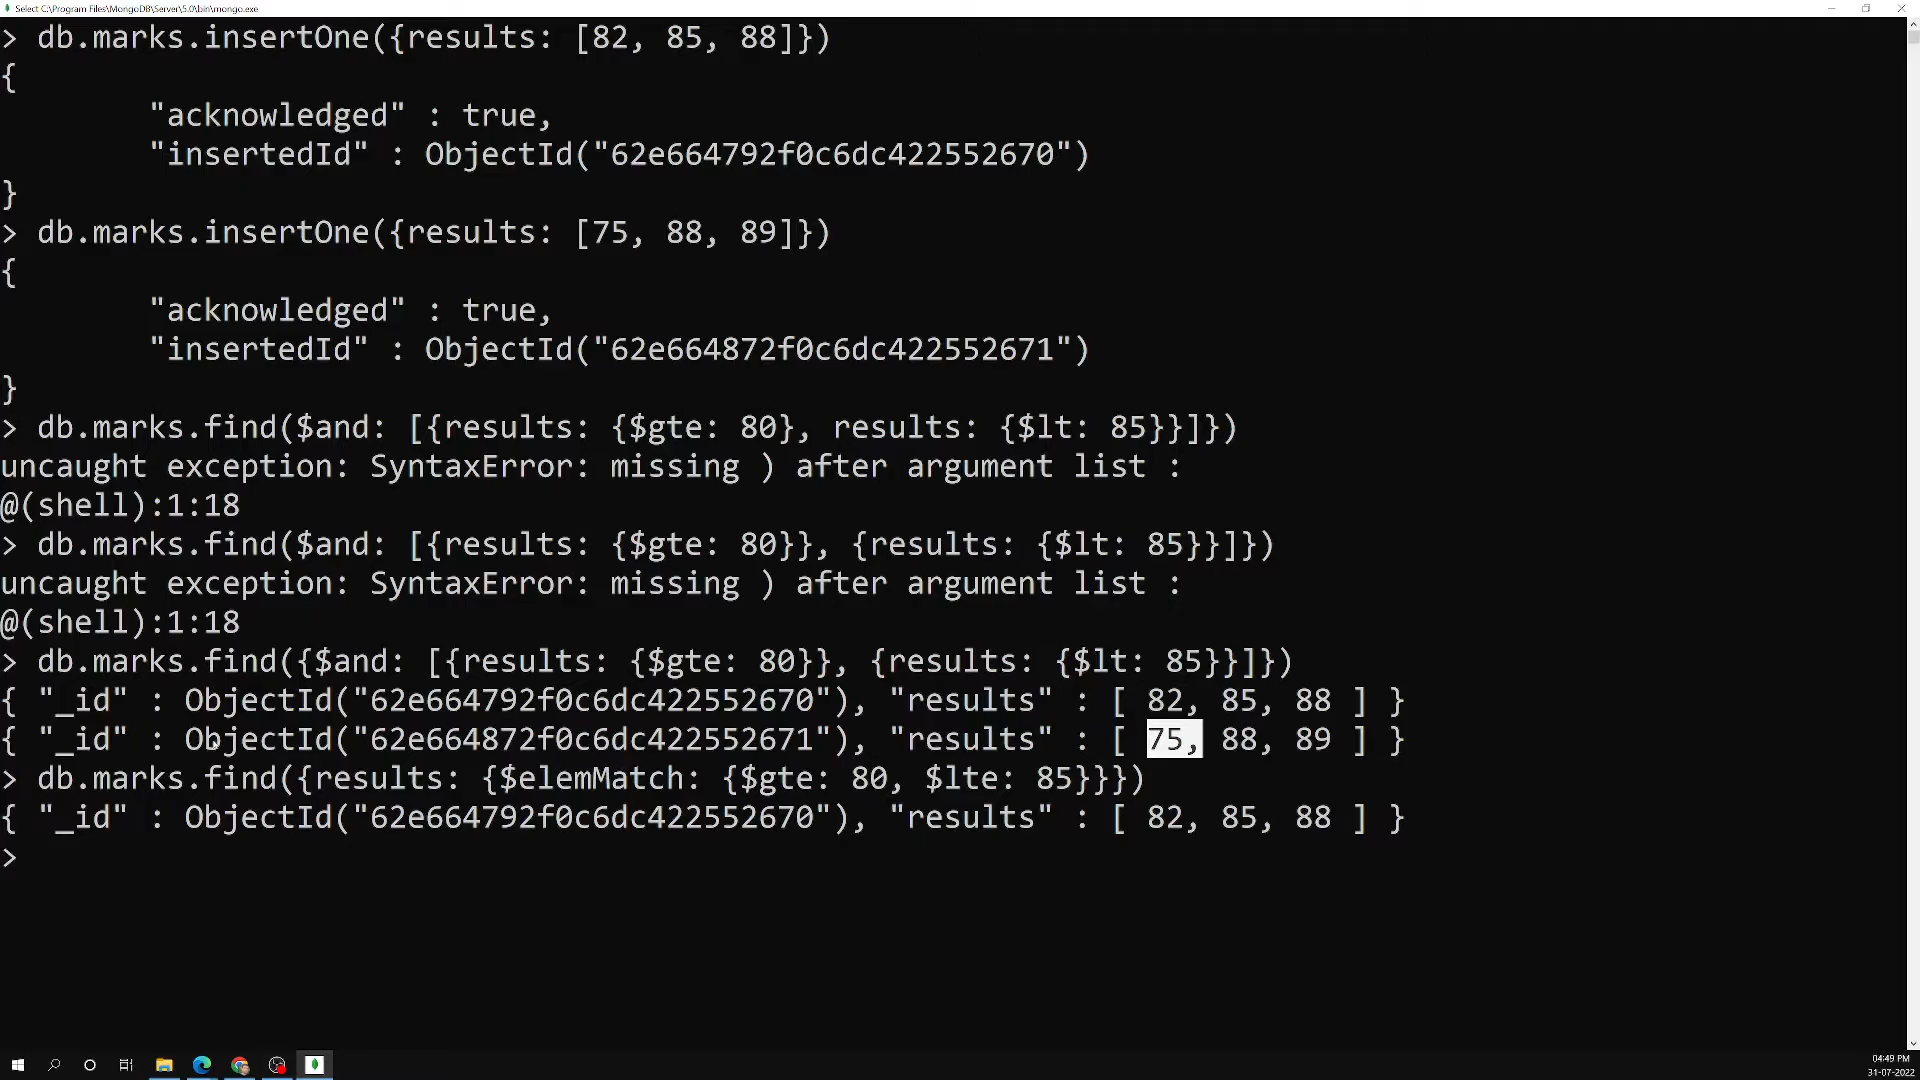 Select C:\Program Files\MongoDB\Server\5.0\bin\mongo.exe
> db.marks.insertOne({results: [82, 85, 88]})
{
"acknowledged" : true,
"insertedId" : ObjectId("62e664792f0c6dc422552670")
}
> db.marks.insertOne({results: [75, 88, 89]})
{
"acknowledged" : true,
"insertedId" : ObjectId("62e664872f0c6dc422552671")
}
> db.marks.find($and: [{results: {$gte: 80}, results: {$lt: 85}}]})
uncaught exception: SyntaxError: missing ) after argument list :
@(shell):1:18
> db.marks.find($and: [{results: {$gte: 80}}, {results: {$lt: 85}}]})
uncaught exception: SyntaxError: missing ) after argument list :
@(shell):1:18
> db.marks.find({$and: [{results: {$gte: 80}}, {results: {$lt: 85}}]})
{ "_id" : ObjectId("62e664792f0c6dc422552670"), "results" : [ 82, 85, 88 ] }
{ "_id" : ObjectId("62e664872f0c6dc422552671"), "results" : [ 75, 88, 89 ] }
> db.marks.find({results: {$elemMatch: {$gte: 80, $lte: 85}}})
{ "_id" : ObjectId("62e664792f0c6dc422552670"), "results" : [ 82, 85, 88 ] }
>
04:49 PM
31-07-2022